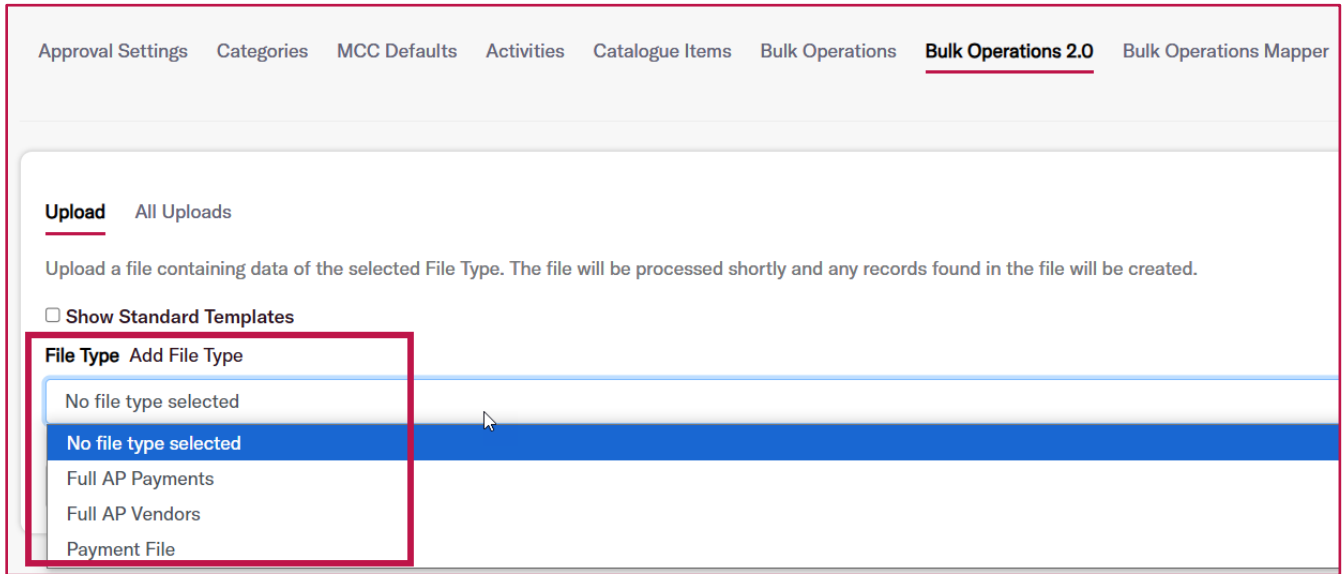 Approval Settings Categories MCC Defaults Activities Catalogue Items Bulk Operations Bulk Operations 2.0 Bulk Operations Mapper
Upload All Uploads
Upload a file containing data of the selected File Type. The file will be processed shortly and any records found in the file will be created.
Show Standard Templates
File Type Add File Type
No file type selected
No file type selected
Full AP Payments
Full AP Vendors
Payment File